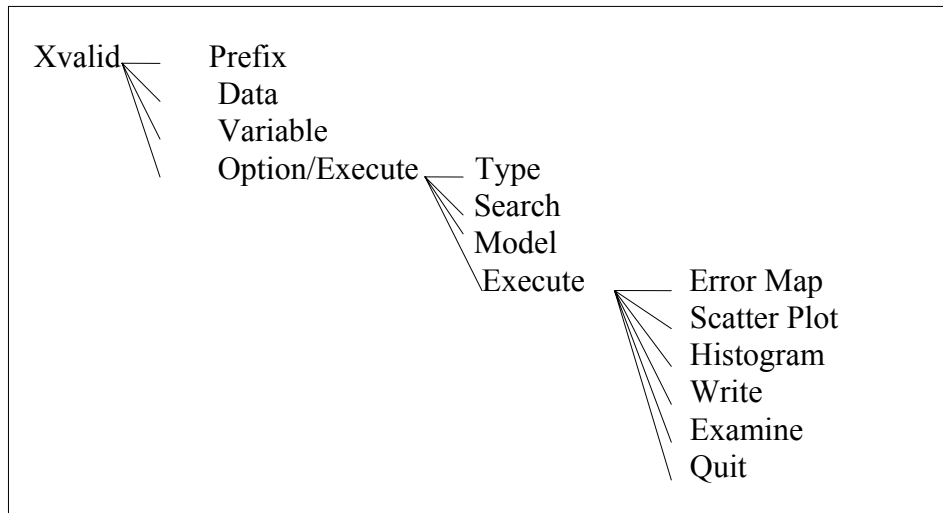 Xvalid Prefix
Data
Variable
Option/Execute Type
Search
Model
Execute Error Map
Scatter Plot
Histogram
Write
Examine
Quit